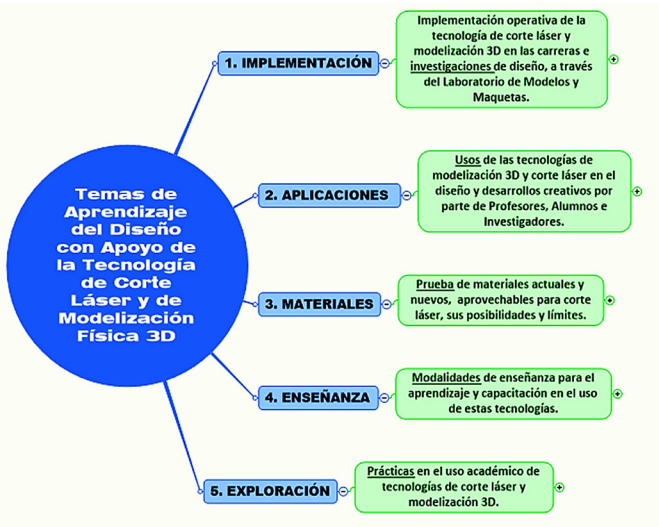 Temas de
Aprendizaje
del Diseño
con Apoyo de
la Tecnología
de Corte
Láser y de
Modelización
Física 3D
1. IMPLEMENTACIÓN
Implementación operativa de la
tecnología de corte láser y
modelización 3D en las carreras e
investigaciones de diseño, a través
del Laboratorio de Modelos y
Maquetas.
2. APLICACIONES
Usos de las tecnologías de
modelización 3D y corte láser en el
diseño y desarrollos creativos por
parte de Profesores, Alumnos e
Investigadores.
3. MATERIALES
Prueba de materiales actuales y
nuevos, aprovechables para corte
láser, sus posibilidades y límites.
4. ENSEÑANZA
Modalidades de enseñanza para el
aprendizaje y capacitación en el uso
de estas tecnologías.
5. EXPLORACIÓN
Prácticas en el uso académico de
tecnologías de corte láser y
modelización 3D.